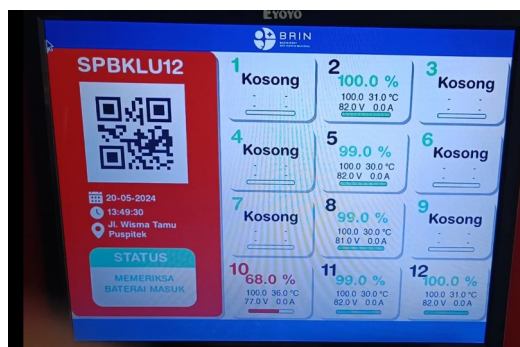 EYOYO
BRIN
SPBKLU12
20-05-2024
13:49:30
Jl. Wisma Tamu
Puspitek
STATUS
MEMERIKSA
BATERAI MASUK
1
Kosong
2
100.0 %
100.0 31.0 °C
82.0 V 0.0 A
3
Kosong
4
Kosong
5
99.0 %
100.0 30.0 °C
82.0 V 0.0 A
6
Kosong
7
Kosong
8
99.0 %
100.0 30.0 °C
81.0 V 0.0 A
9
Kosong
10
68.0 %
100.0 36.0 °C
77.0 V 0.0 A
11
99.0 %
100.0 30.0 °C
82.0 V 0.0 A
12
100.0 %
100.0 31.0 °C
82.0 V 0.0 A